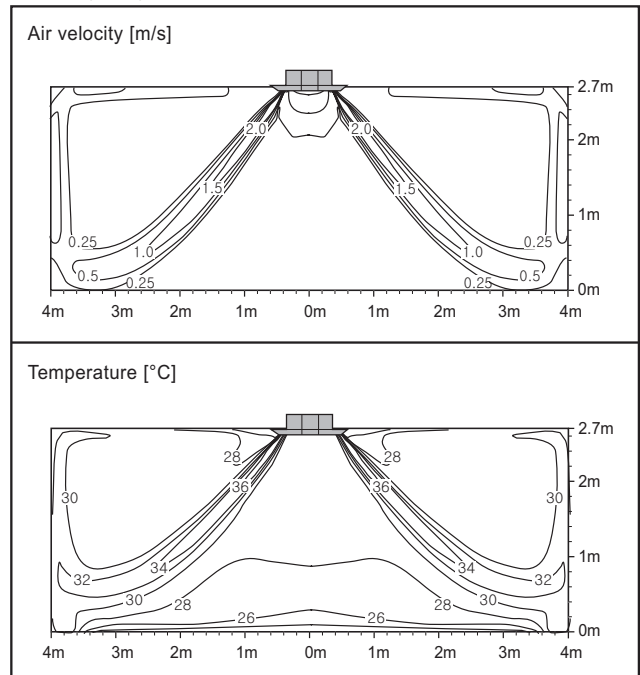 Air velocity [m/s]
2.7m
2.0 2.0
2m
1.5 1.5
1m
0.25 0.25
1.0 1.0
0.5 0.5
0.25 0.25
0m
4m 3m 2m 1m 0m 1m 2m 3m 4m
Temperature [°C]
2.7m
28 28
2m
36 36
30 30
1m
34 34
32 32
30 30
28 28
26 26
0m
4m 3m 2m 1m 0m 1m 2m 3m 4m